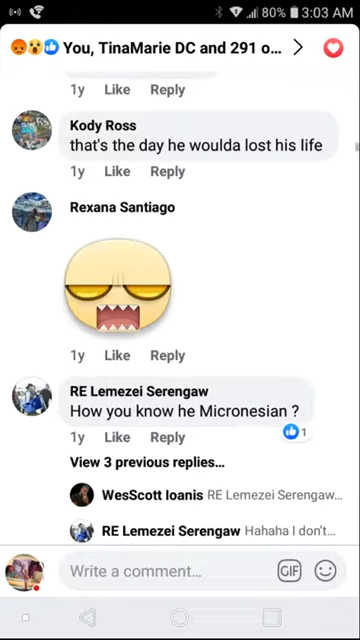 80% 3:03 AM
You, TinaMarie DC and 291 o...
1y Like Reply
Kody Ross
that's the day he woulda lost his life
1y Like Reply
Rexana Santiago
1y Like Reply
RE Lemezei Serengaw
How you know he Micronesian ?
1y Like Reply 1
View 3 previous replies...
WesScott Ioanis RE Lemezei Serengaw...
RE Lemezei Serengaw Hahaha I don't...
Write a comment... GIF